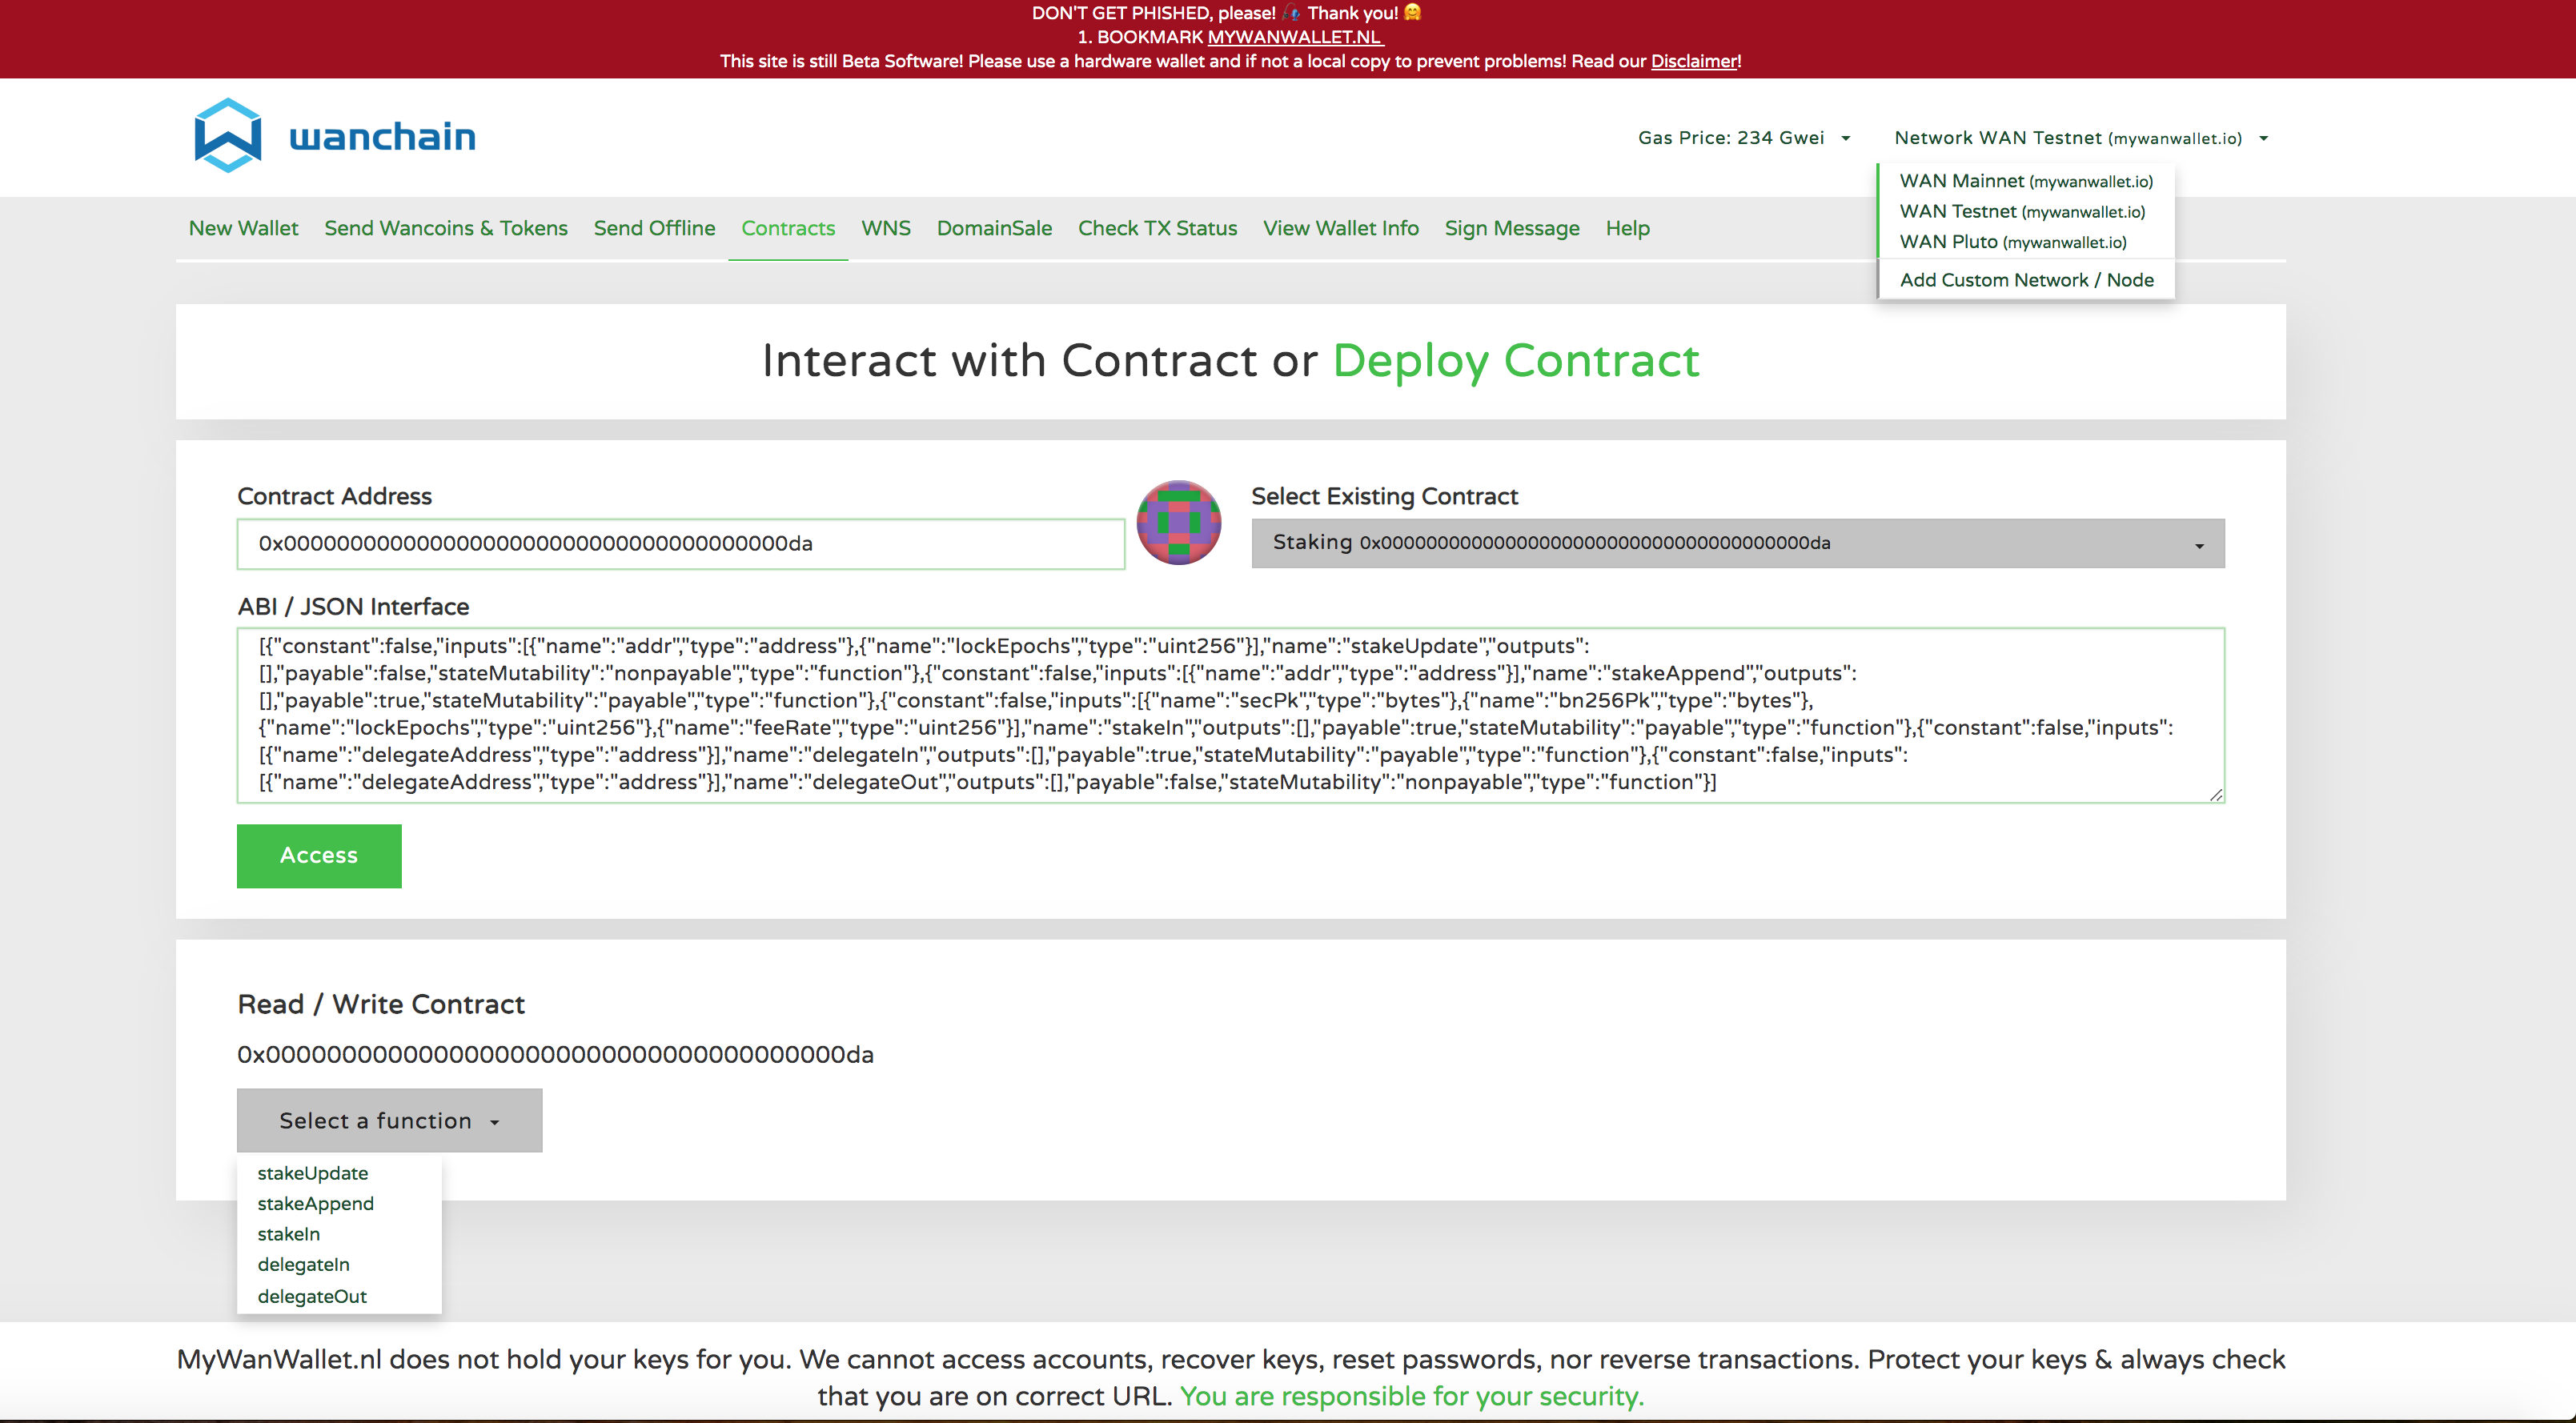 DON'T GET PHISHED, please! 🎣 Thank you! 🤗
1. BOOKMARK MYWANWALLET.NL
This site is still Beta Software! Please use a hardware wallet and if not a local copy to prevent problems! Read our Disclaimer!
wanchain
Gas Price: 234 Gwei
Network WAN Testnet (mywanwallet.io)
WAN Mainnet (mywanwallet.io)
WAN Testnet (mywanwallet.io)
WAN Pluto (mywanwallet.io)
Add Custom Network / Node
New Wallet Send Wancoins & Tokens Send Offline Contracts WNS DomainSale Check TX Status View Wallet Info Sign Message Help
Interact with Contract or Deploy Contract
Contract Address
0x00000000000000000000000000000000000000da
Select Existing Contract
Staking 0x00000000000000000000000000000000000000da
ABI / JSON Interface
[{"constant":false,"inputs":[{"name":"addr","type":"address"},{"name":"lockEpochs","type":"uint256"}],"name":"stakeUpdate","outputs":
[],"payable":false,"stateMutability":"nonpayable","type":"function"},{"constant":false,"inputs":[{"name":"addr","type":"address"}],"name":"stakeAppend","outputs":
[],"payable":true,"stateMutability":"payable","type":"function"},{"constant":false,"inputs":[{"name":"secPk","type":"bytes"},{"name":"bn256Pk","type":"bytes"},
{"name":"lockEpochs","type":"uint256"},{"name":"feeRate","type":"uint256"}],"name":"stakeIn","outputs":[],"payable":true,"stateMutability":"payable","type":"function"},{"constant":false,"inputs":
[{"name":"delegateAddress","type":"address"}],"name":"delegateIn","outputs":[],"payable":true,"stateMutability":"payable","type":"function"},{"constant":false,"inputs":
[{"name":"delegateAddress","type":"address"}],"name":"delegateOut","outputs":[],"payable":false,"stateMutability":"nonpayable","type":"function"}]
Access
Read / Write Contract
0x00000000000000000000000000000000000000da
Select a function
stakeUpdate
stakeAppend
stakeIn
delegateIn
delegateOut
MyWanWallet.nl does not hold your keys for you. We cannot access accounts, recover keys, reset passwords, nor reverse transactions. Protect your keys & always check
that you are on correct URL. You are responsible for your security.